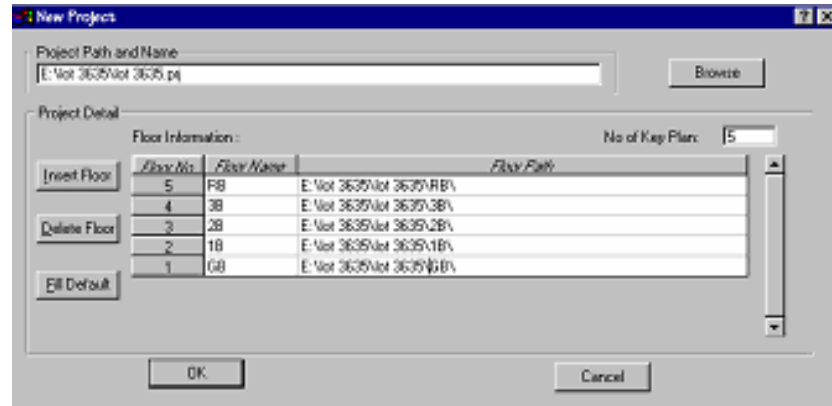 New Project
Project Path and Name
E:\lot 3635\lot 3635.prj
Browse
Project Detail
Floor Information :
No of Key Plan: 5
Insert Floor
Delete Floor
Fill Default
Floor No Floor Name Floor Path
5 RB E:\lot 3635\lot 3635\RB\
4 3B E:\lot 3635\lot 3635\3B\
3 2B E:\lot 3635\lot 3635\2B\
2 1B E:\lot 3635\lot 3635\1B\
1 GB E:\lot 3635\lot 3635\GB\
OK
Cancel